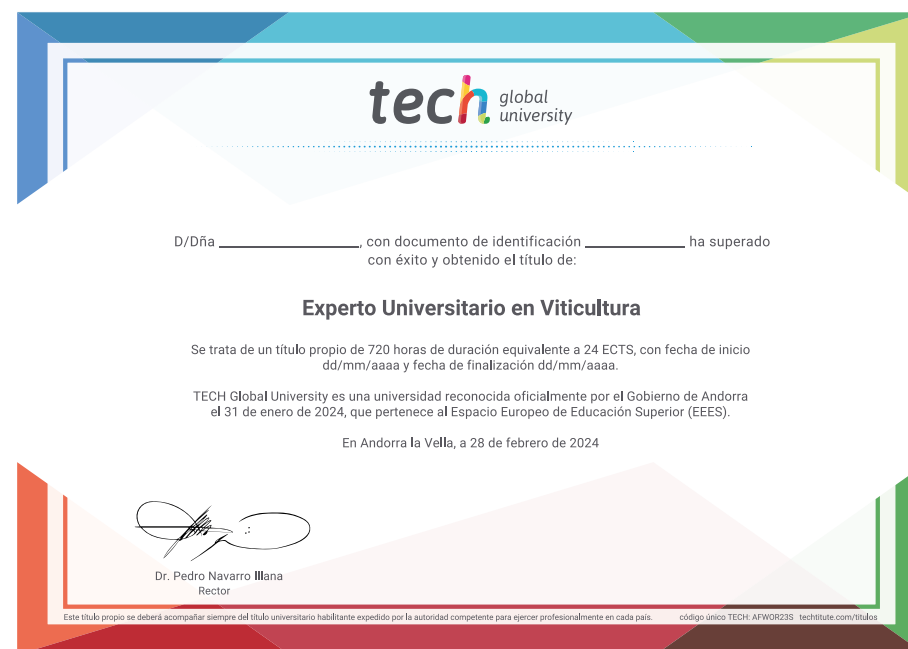 tech global university
D/Dña ____________________, con documento de identificación ______________ ha superado
con éxito y obtenido el título de:
Experto Universitario en Viticultura
Se trata de un título propio de 720 horas de duración equivalente a 24 ECTS, con fecha de inicio
dd/mm/aaaa y fecha de finalización dd/mm/aaaa.
TECH Global University es una universidad reconocida oficialmente por el Gobierno de Andorra
el 31 de enero de 2024, que pertenece al Espacio Europeo de Educación Superior (EEES).
En Andorra la Vella, a 28 de febrero de 2024
Dr. Pedro Navarro Illana
Rector
Este título propio se deberá acompañar siempre del título universitario habilitante expedido por la autoridad competente para ejercer profesionalmente en cada país. código único TECH: AFWOR23S techtitute.com/titulos